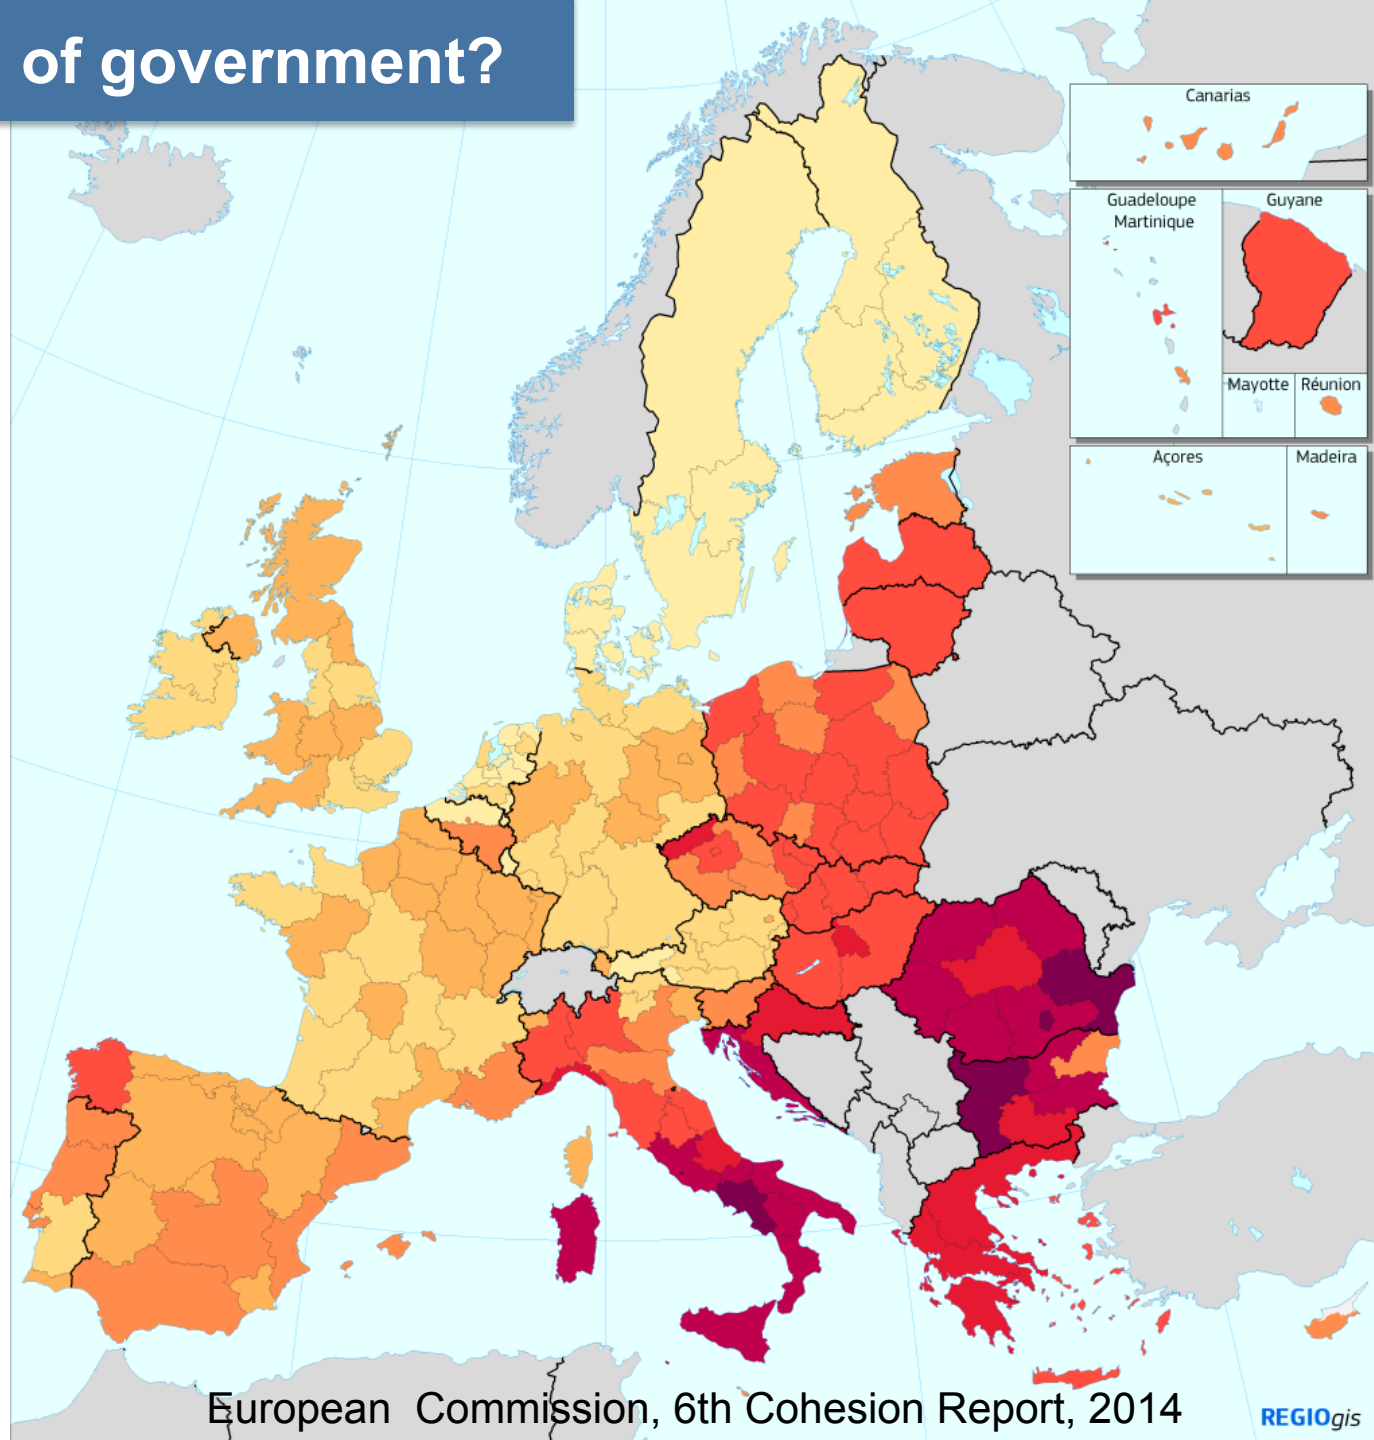 of government?
Canarias
Guadeloupe
Martinique
Guyane
Mayotte
Réunion
Açores
Madeira
European Commission, 6th Cohesion Report, 2014
REGIOgis